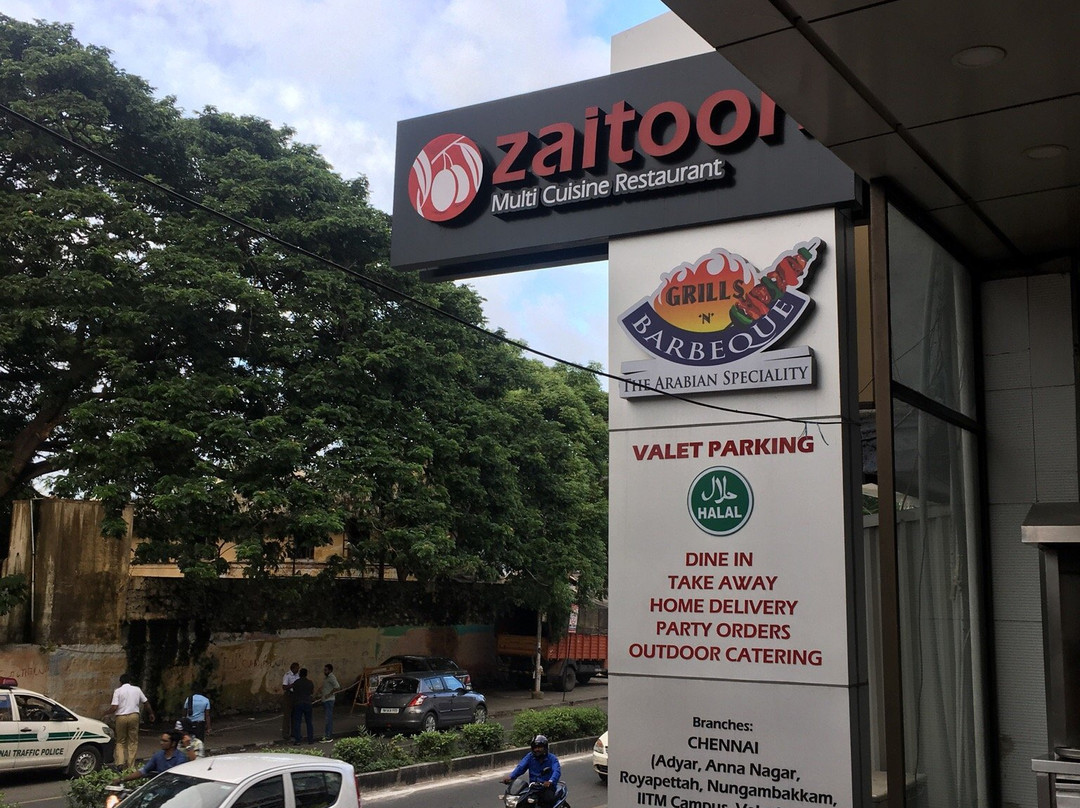 zaitoon
Multi Cuisine Restaurant
GRILLS
'N'
BARBEQUE
THE ARABIAN SPECIALITY
VALET PARKING
حلال
HALAL
DINE IN
TAKE AWAY
HOME DELIVERY
PARTY ORDERS
OUTDOOR CATERING
Branches:
CHENNAI
(Adyar, Anna Nagar,
Royapettah, Nungambakkam,
IITM Campus,
NAI TRAFFIC POLICE